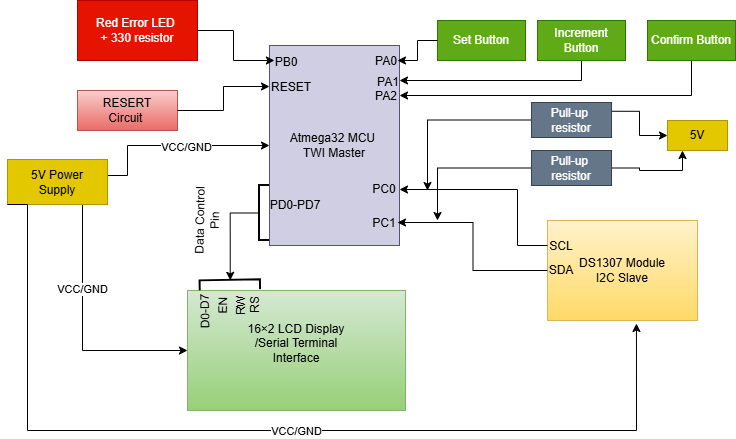 Red Error LED
+ 330 resistor
Set Button
Increment
Button
Confirm Button
PB0
PA0
RESET
PA1
PA2
RESERT
Circuit
Atmega32 MCU
TWI Master
Pull-up
resistor
5V
VCC/GND
Pull-up
resistor
5V Power
Supply
PC0
PD0-PD7
PC1
Data Control
Pin
SCL
SDA
DS1307 Module
I2C Slave
VCC/GND
D0-D7
EN
RW
RS
16×2 LCD Display
/Serial Terminal
Interface
VCC/GND